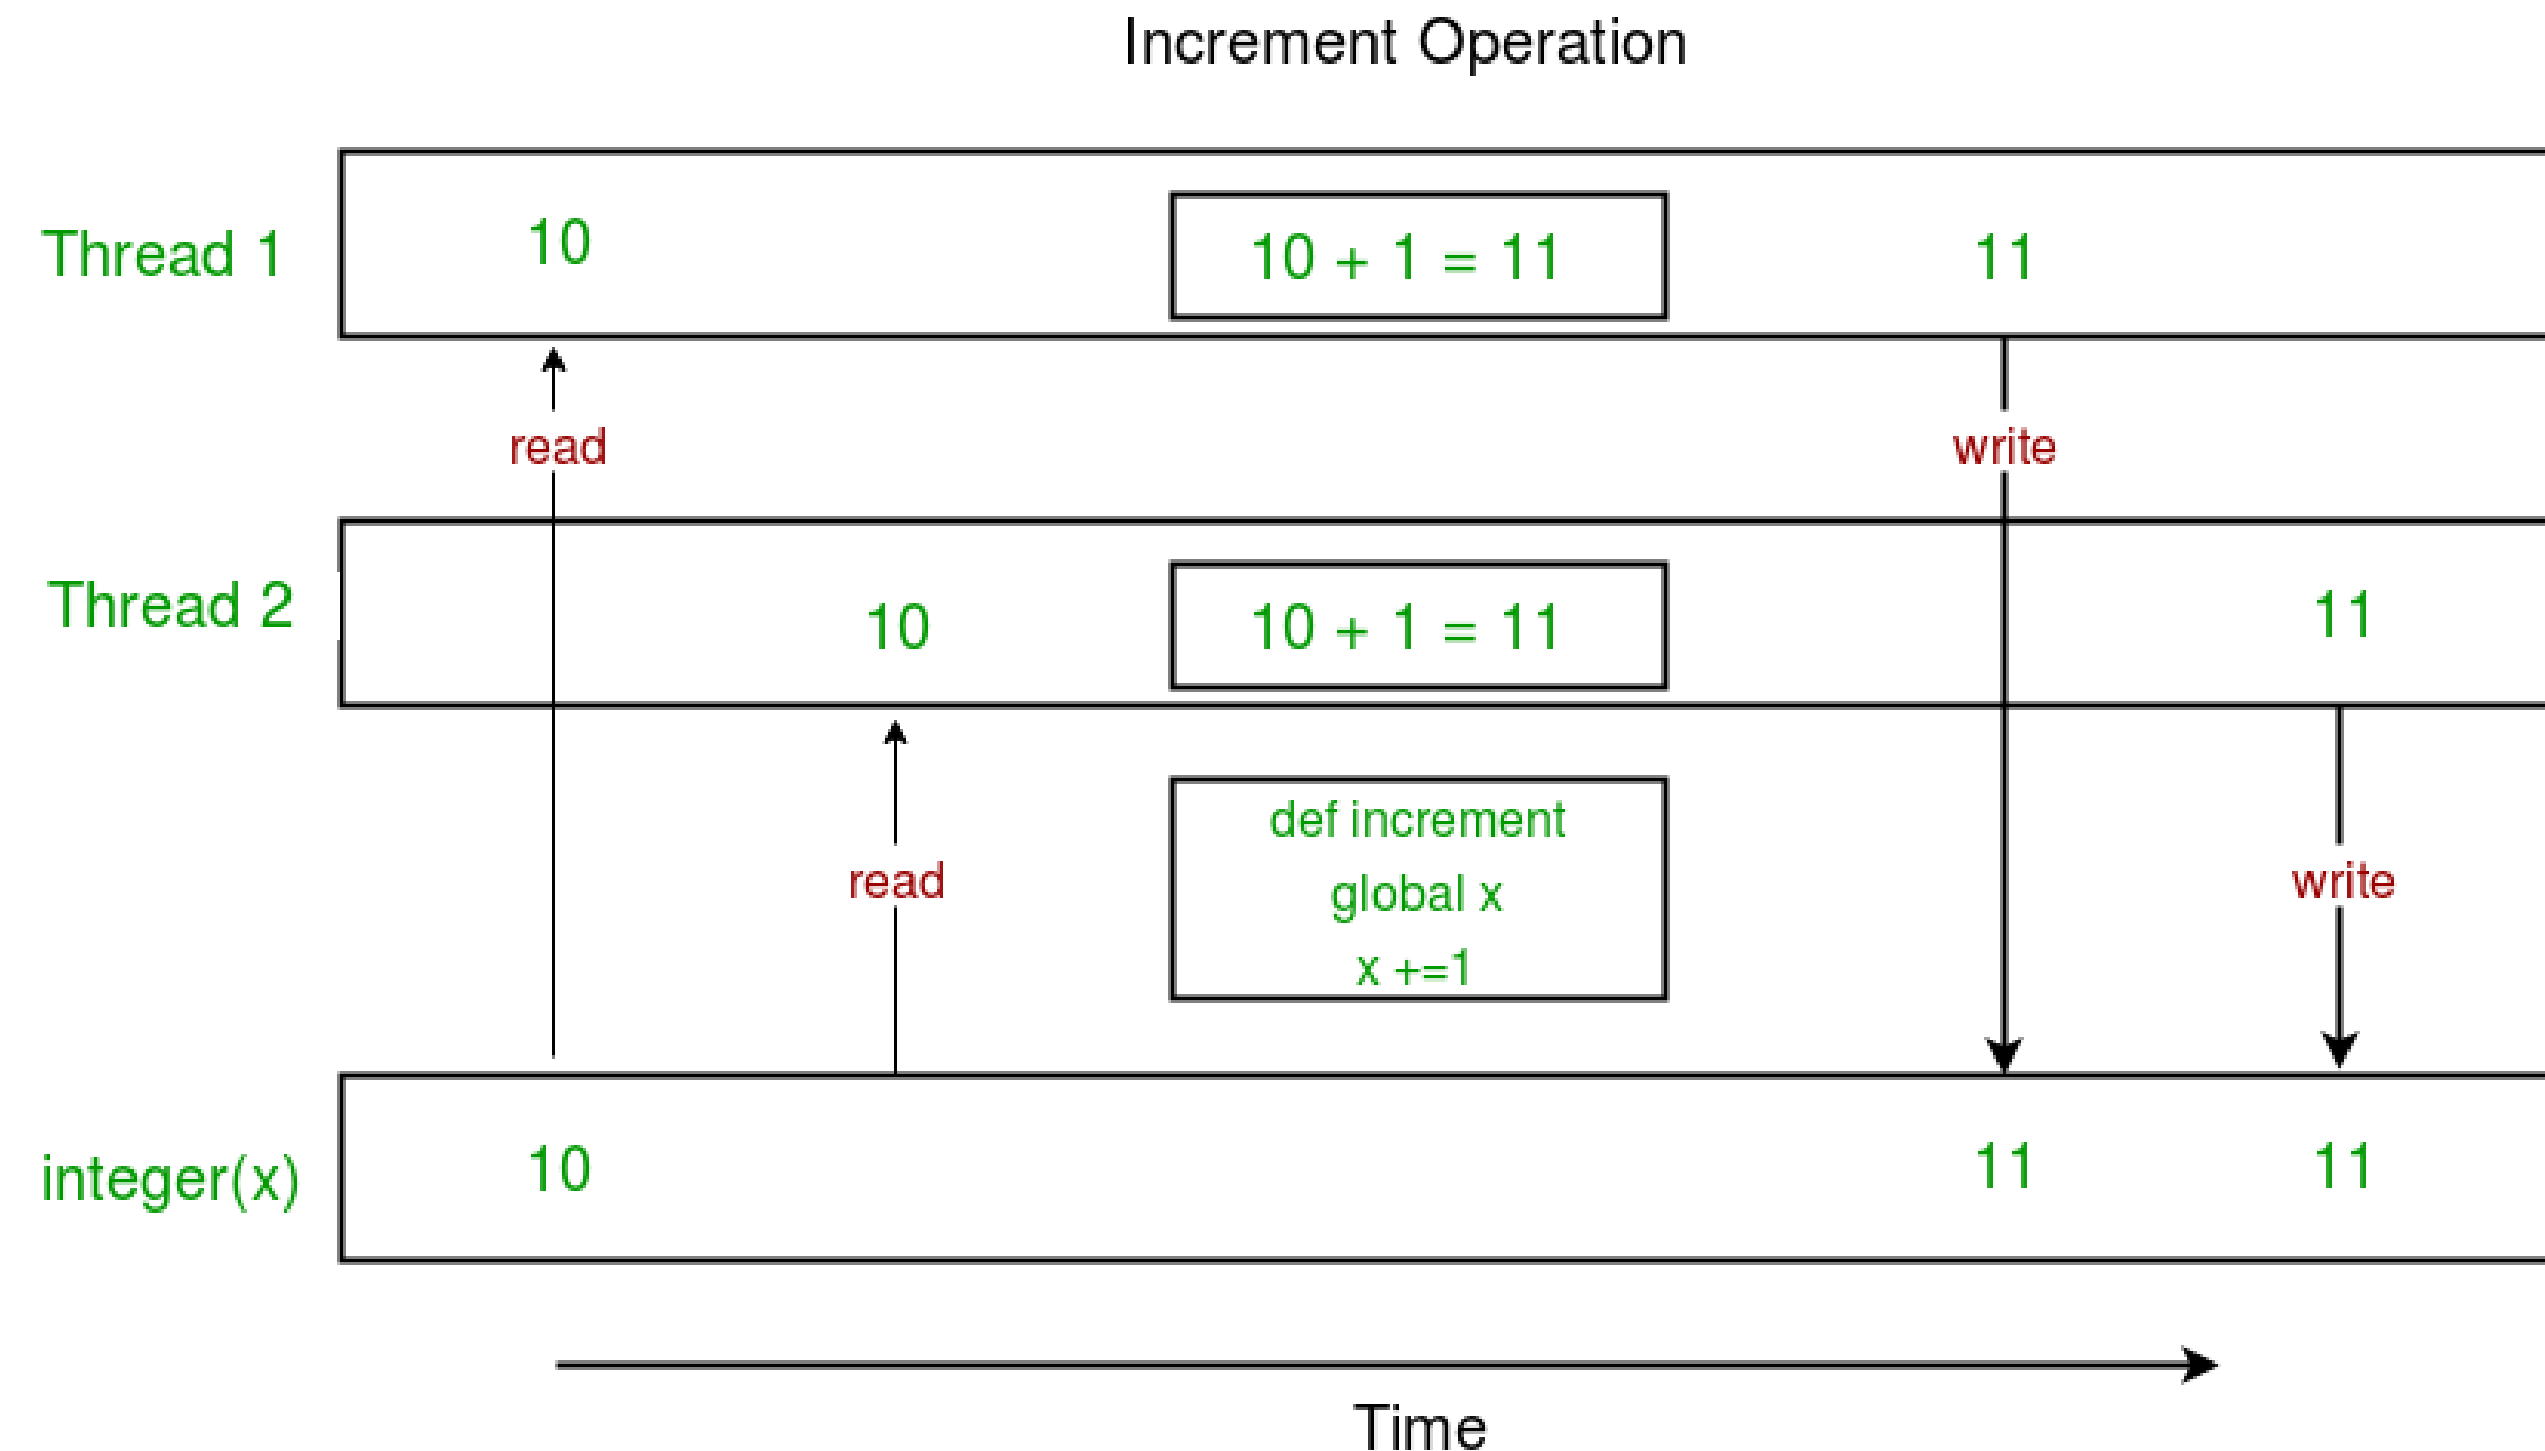 Increment Operation
Thread 1
10
10 + 1 = 11
11
read
write
Thread 2
10
10 + 1 = 11
11
read
def increment
global x
x +=1
write
integer(x)
10
11
11
Time